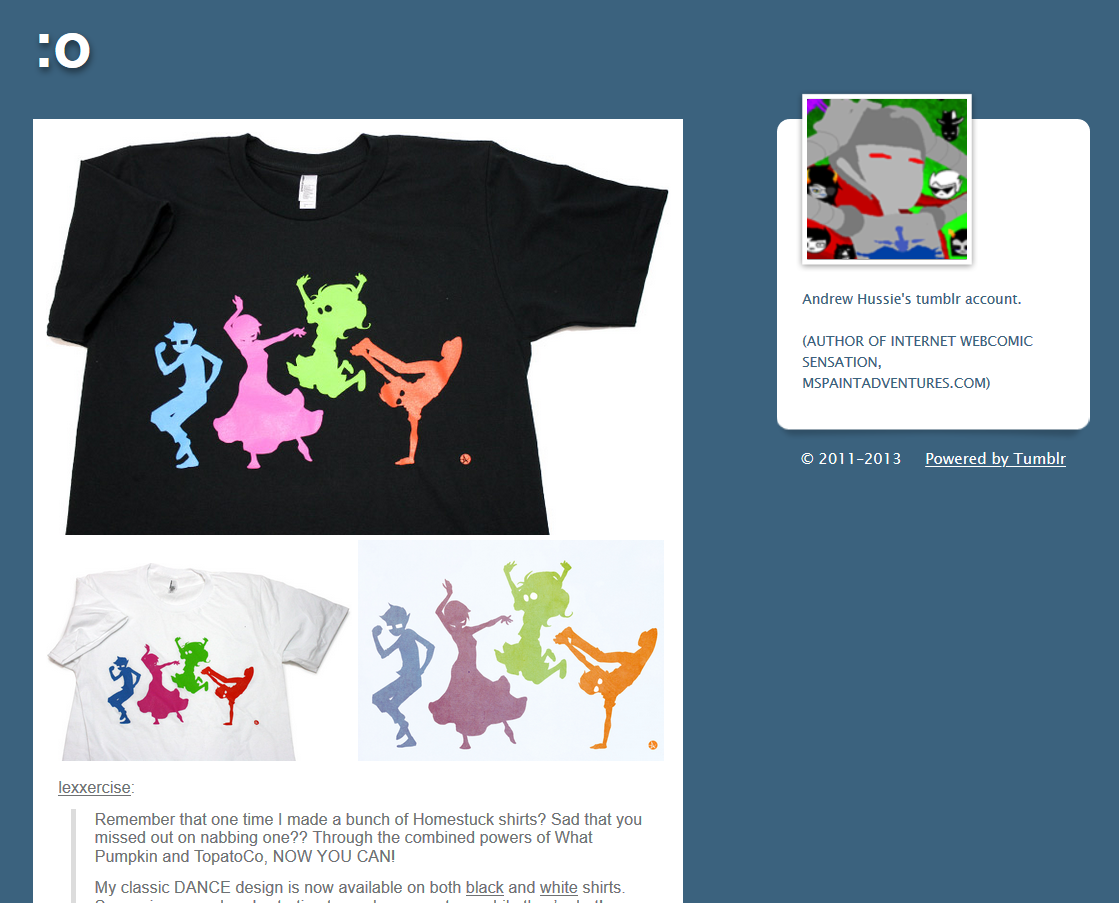 :o
Andrew Hussie's tumblr account.
(AUTHOR OF INTERNET WEBCOMIC
SENSATION,
MSPAINTADVENTURES.COM)
© 2011–2013 Powered by Tumblr
lexxercise:
Remember that one time I made a bunch of Homestuck shirts? Sad that you
missed out on nabbing one?? Through the combined powers of What
Pumpkin and TopatoCo, NOW YOU CAN!
My classic DANCE design is now available on both black and white shirts.